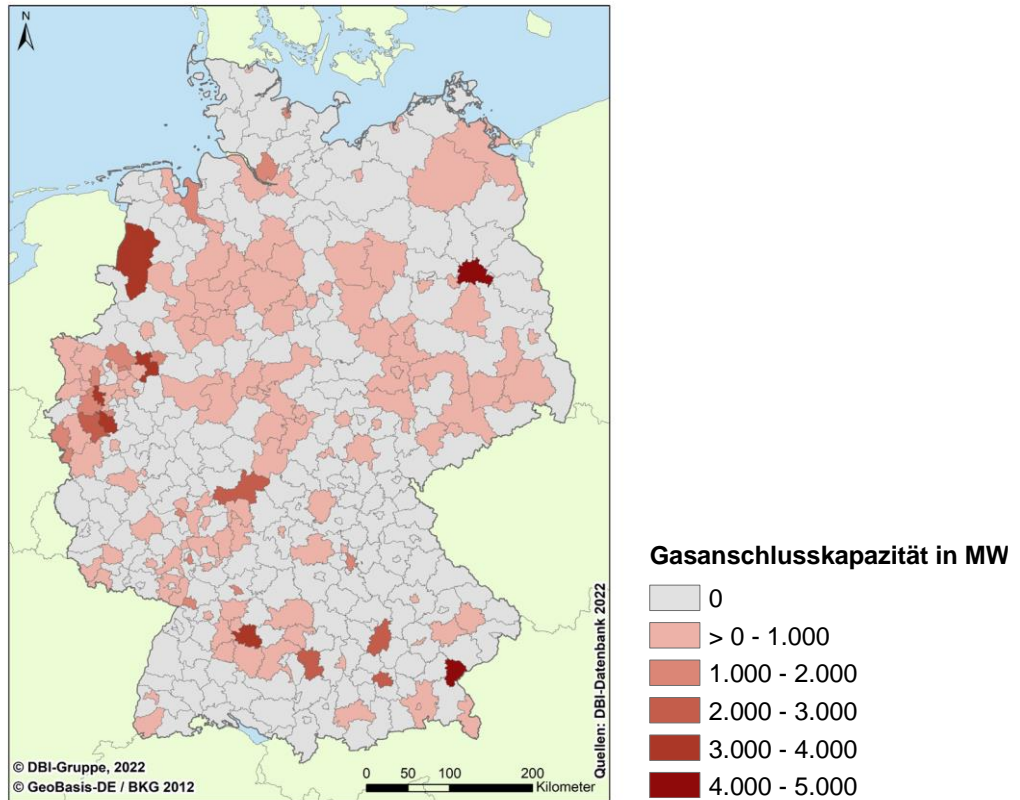 N
Quellen: DBI-Datenbank 2022
© DBI-Gruppe, 2022
© GeoBasis-DE / BKG 2012
0 50 100 200
Kilometer
Gasanschlusskapazität in MW
0
> 0 - 1.000
1.000 - 2.000
2.000 - 3.000
3.000 - 4.000
4.000 - 5.000